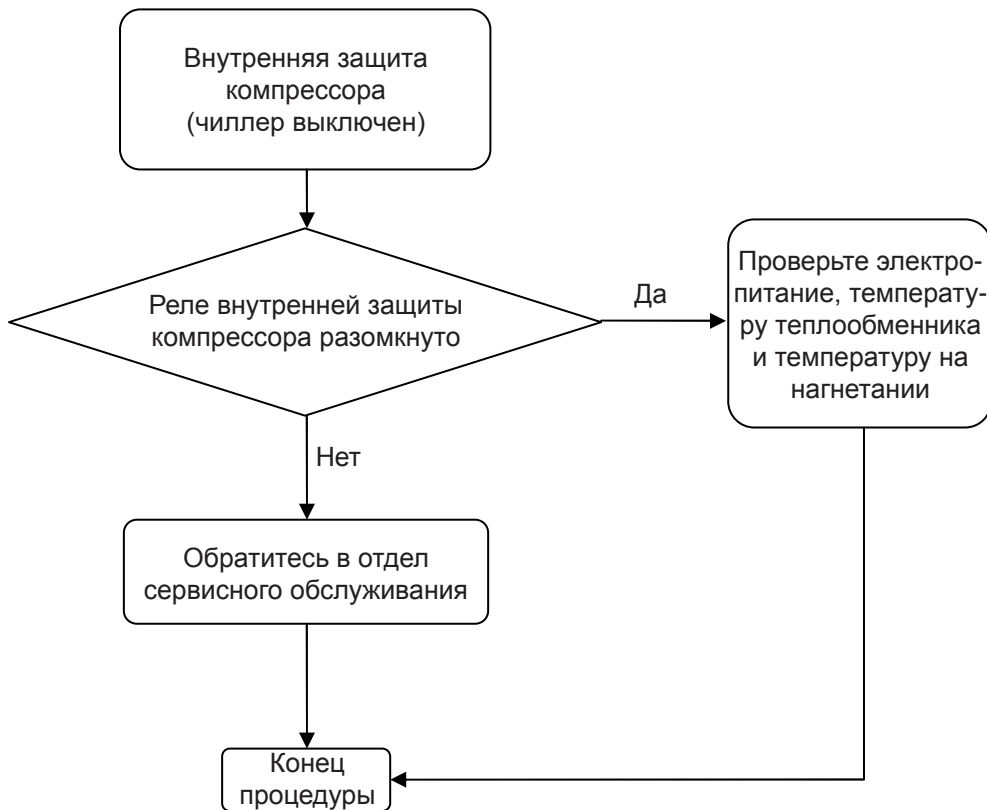 Внутренняя защита
компрессора
(чиллер выключен)
Реле внутренней защиты
компрессора разомкнуто
Да
Проверьте электро-
питание, температу-
ру теплообменника
и температуру на
нагнетании
Нет
Обратитесь в отдел
сервисного обслуживания
Конец
процедуры